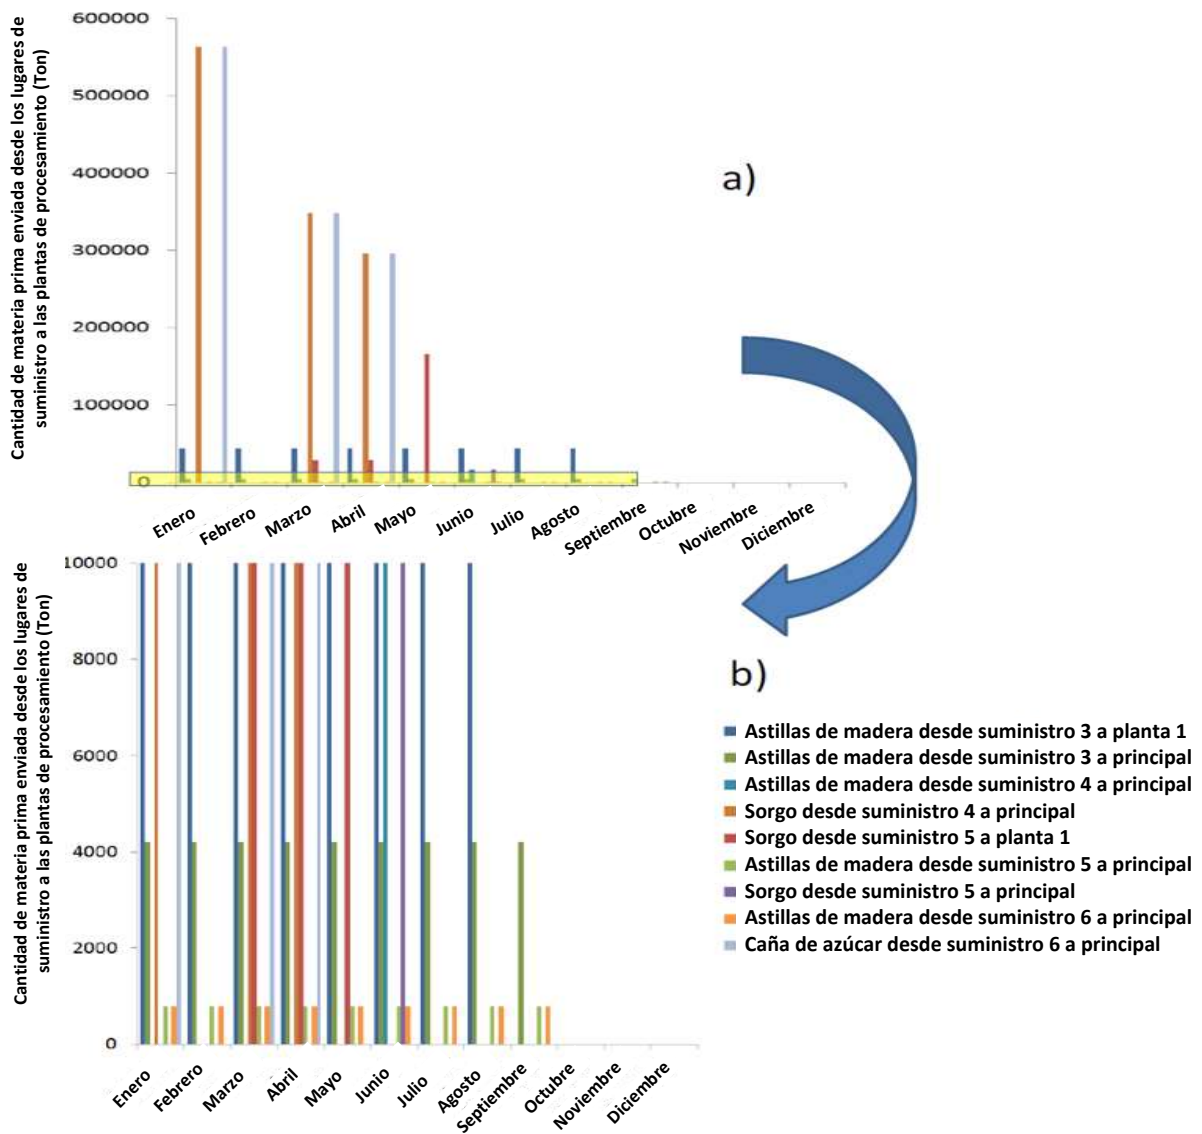 Cantidad de materia prima enviada desde los lugares de
suministro a las plantas de procesamiento (Ton)
600000
500000
400000
300000
200000
100000
0
Enero
Febrero
Marzo
Abril
Mayo
Junio
Julio
Agosto
Septiembre
Octubre
Noviembre
Diciembre
a)
Cantidad de materia prima enviada desde los lugares de
suministro a las plantas de procesamiento (Ton)
10000
8000
6000
4000
2000
0
Enero
Febrero
Marzo
Abril
Mayo
Junio
Julio
Agosto
Septiembre
Octubre
Noviembre
Diciembre
b)
Astillas de madera desde suministro 3 a planta 1
Astillas de madera desde suministro 3 a principal
Astillas de madera desde suministro 4 a principal
Sorgo desde suministro 4 a principal
Sorgo desde suministro 5 a planta 1
Astillas de madera desde suministro 5 a principal
Sorgo desde suministro 5 a principal
Astillas de madera desde suministro 6 a principal
Caña de azúcar desde suministro 6 a principal